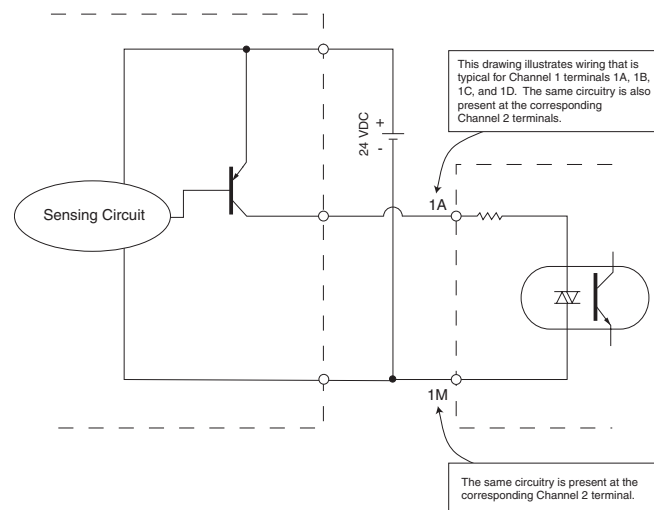 This drawing illustrates wiring that is
typical for Channel 1 terminals 1A, 1B,
1C, and 1D. The same circuitry is also
present at the corresponding
Channel 2 terminals.
24 VDC
+
-
1A
Sensing Circuit
1M
The same circuitry is present at the
corresponding Channel 2 terminal.